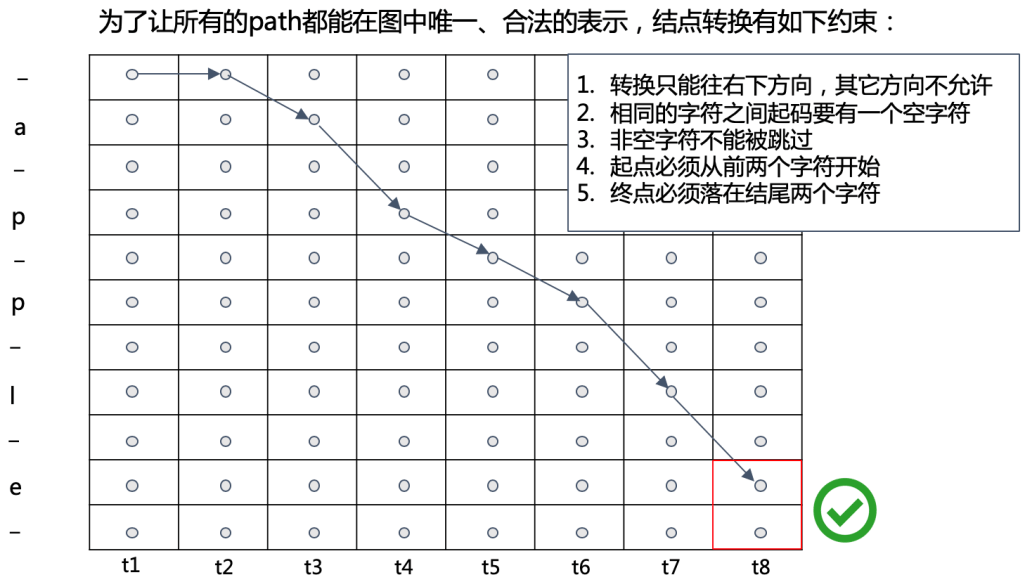 为了让所有的path都能在图中唯一、合法的表示，结点转换有如下约束：
1. 转换只能往右下方向，其它方向不允许
2. 相同的字符之间起码要有一个空字符
3. 非空字符不能被跳过
4. 起点必须从前两个字符开始
5. 终点必须落在结尾两个字符
–
a
–
p
–
p
–
l
–
e
–
t1 t2 t3 t4 t5 t6 t7 t8